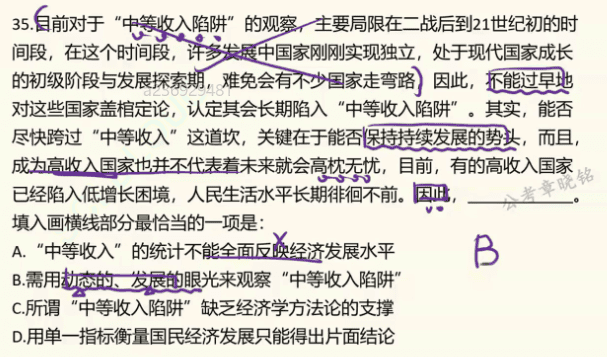 35.目前对于“中等收入陷阱”的观察，主要局限在二战后到21世纪初的时
间段，在这个时间段，许多发展中国家刚刚实现独立，处于现代国家成长
的初级阶段与发展探索期，难免会有不少国家走弯路。因此，不能过早地
a258929481
对这些国家盖棺定论，认定其会长期陷入“中等收入陷阱”。其实，能否
尽快跨过“中等收入”这道坎，关键在于能否保持持续发展的势头，而且，
成为高收入国家也并不代表着未来就会高枕无忧，目前，有的高收入国家
已经陷入低增长困境，人民生活水平长期徘徊不前。因此，__________。
公考章晓铭
填入画横线部分最恰当的一项是：
A.“中等收入”的统计不能全面反映经济发展水平
B
B.需用动态的、发展的眼光来观察“中等收入陷阱”
C.所谓“中等收入陷阱”缺乏经济学方法论的支撑
D.用单一指标衡量国民经济发展只能得出片面结论